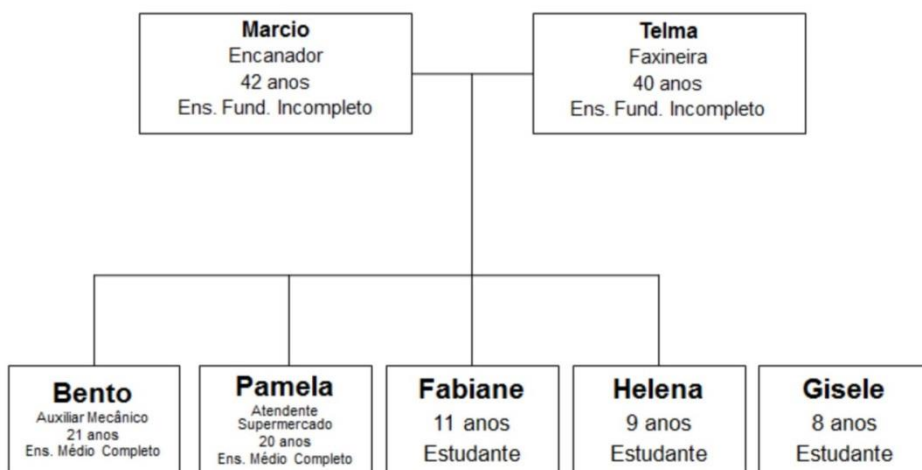 Marcio
Encanador
42 anos
Ens. Fund. Incompleto
Telma
Faxineira
40 anos
Ens. Fund. Incompleto
Bento
Auxiliar Mecânico
21 anos
Ens. Médio Completo
Pamela
Atendente
Supermercado
20 anos
Ens. Médio Completo
Fabiane
11 anos
Estudante
Helena
9 anos
Estudante
Gisele
8 anos
Estudante